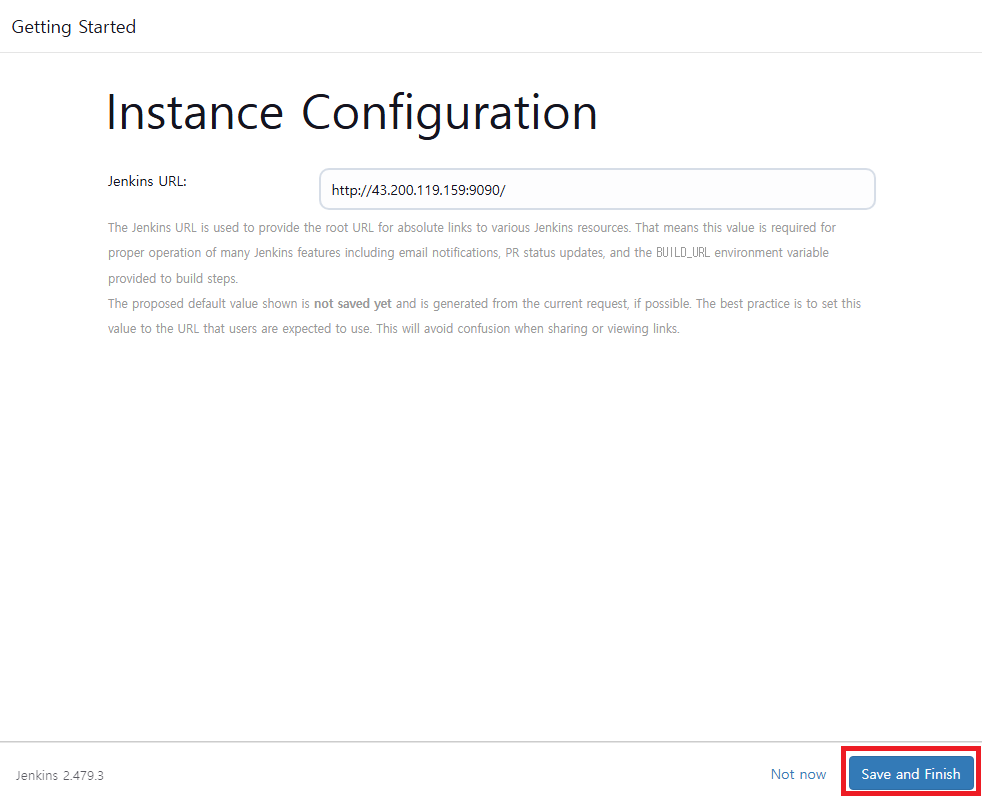 Getting Started
Instance Configuration
Jenkins URL:
http://43.200.119.159:9090/
The Jenkins URL is used to provide the root URL for absolute links to various Jenkins resources. That means this value is required for
proper operation of many Jenkins features including email notifications, PR status updates, and the BUILD_URL environment variable
provided to build steps.
The proposed default value shown is not saved yet and is generated from the current request, if possible. The best practice is to set this
value to the URL that users are expected to use. This will avoid confusion when sharing or viewing links.
Jenkins 2.479.3
Not now
Save and Finish